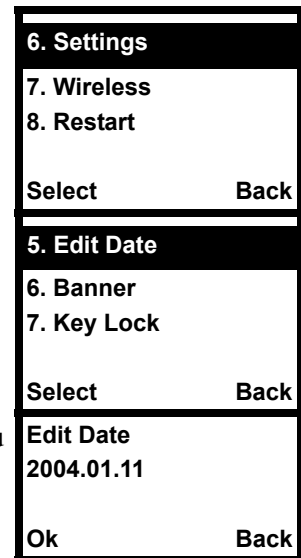 6. Settings
7. Wireless
8. Restart
Select Back
5. Edit Date
6. Banner
7. Key Lock
Select Back
Edit Date
2004.01.11
Ok Back